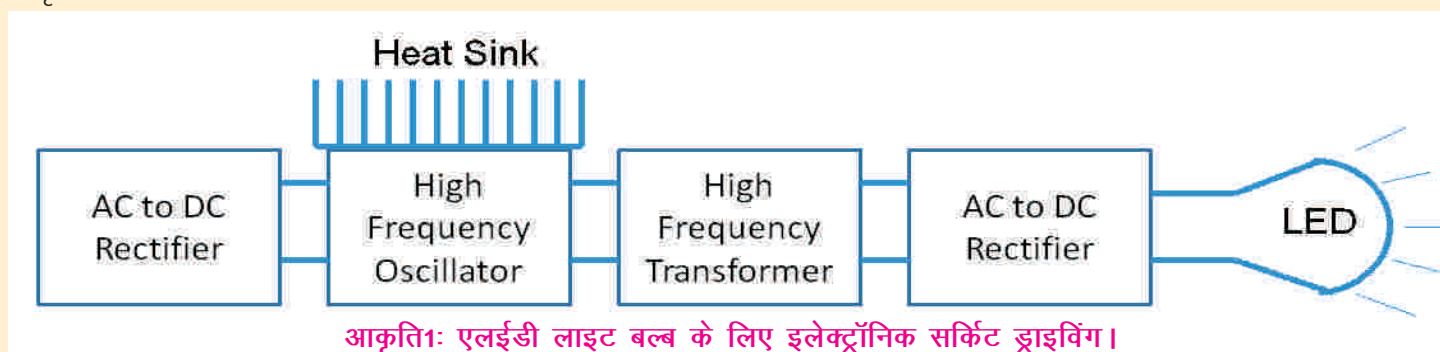 Heat Sink
AC to DC
Rectifier
High
Frequency
Oscillator
High
Frequency
Transformer
AC to DC
Rectifier
LED
आकृति1ः एलईडी लाइट बल्ब के लिए इलेक्ट्रॉनिक सर्किट ड्राइविंग।